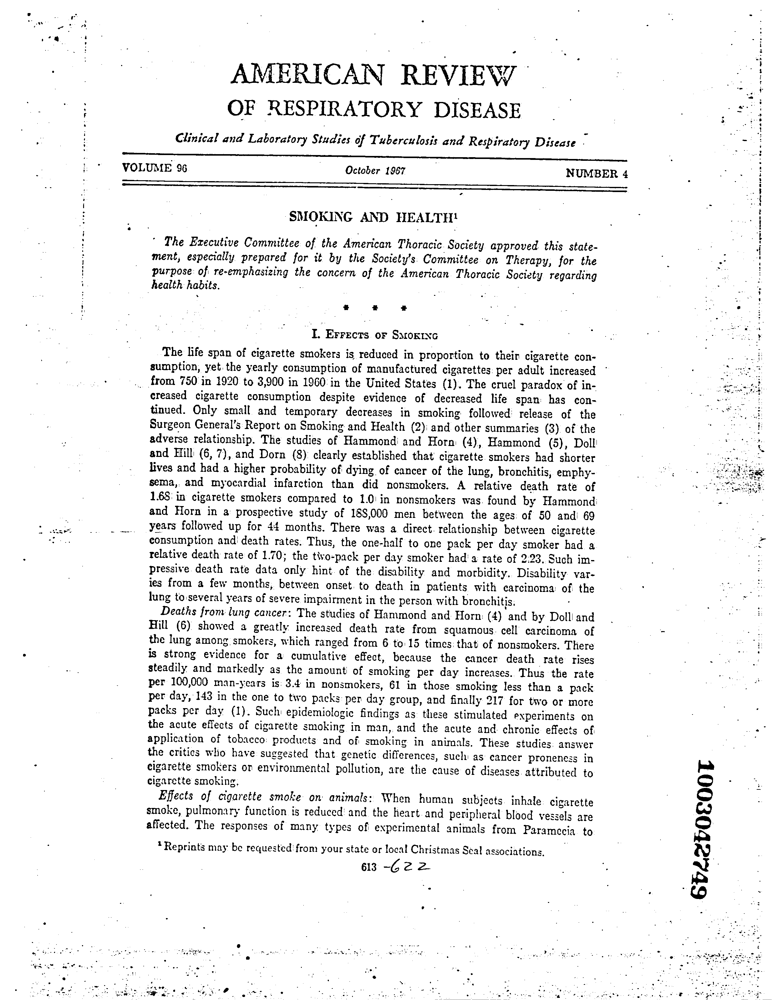 AMERICAN REVIEW
OF RESPIRATORY DISEASE
Clinical and Laboratory Studies of Tuberculosis and Respiratory Disease
VOLUME 96 October 1967 NUMBER 4
SMOKING AND HEALTH¹
The Executive Committee of the American Thoracic Society approved this state-
ment, especially prepared for it by the Society's Committee on Therapy, for the
purpose of re-emphasizing the concern of the American Thoracic Society regarding
health habits.
* * *
I. EFFECTS OF SMOKING
The life span of cigarette smokers is reduced in proportion to their cigarette con-
sumption, yet the yearly consumption of manufactured cigarettes per adult increased
from 750 in 1920 to 3,900 in 1960 in the United States (1). The cruel paradox of in-
creased cigarette consumption despite evidence of decreased life span has con-
tinued. Only small and temporary decreases in smoking followed release of the
Surgeon General's Report on Smoking and Health (2) and other summaries (3) of the
adverse relationship. The studies of Hammond and Horn (4), Hammond (5), Doll
and Hill (6, 7), and Dorn (8) clearly established that cigarette smokers had shorter
lives and had a higher probability of dying of cancer of the lung, bronchitis, emphy-
sema, and myocardial infarction than did nonsmokers. A relative death rate of
1.68 in cigarette smokers compared to 1.0 in nonsmokers was found by Hammond
and Horn in a prospective study of 188,000 men between the ages of 50 and 69
years followed up for 44 months. There was a direct relationship between cigarette
consumption and death rates. Thus, the one-half to one pack per day smoker had a
relative death rate of 1.70; the two-pack per day smoker had a rate of 2.23. Such im-
pressive death rate data only hint of the disability and morbidity. Disability var-
ies from a few months, between onset to death in patients with carcinoma of the
lung to several years of severe impairment in the person with bronchitis.
Deaths from lung cancer: The studies of Hammond and Horn (4) and by Doll and
Hill (6) showed a greatly increased death rate from squamous cell carcinoma of
the lung among smokers, which ranged from 6 to 15 times that of nonsmokers. There
is strong evidence for a cumulative effect, because the cancer death rate rises
steadily and markedly as the amount of smoking per day increases. Thus the rate
per 100,000 man-years is 3.4 in nonsmokers, 61 in those smoking less than a pack
per day, 143 in the one to two packs per day group, and finally 217 for two or more
packs per day (1). Such epidemiologic findings as these stimulated experiments on
the acute effects of cigarette smoking in man, and the acute and chronic effects of
application of tobacco products and of smoking in animals. These studies answer
the critics who have suggested that genetic differences, such as cancer proneness in
cigarette smokers or environmental pollution, are the cause of diseases attributed to
cigarette smoking.
Effects of cigarette smoke on animals: When human subjects inhale cigarette
smoke, pulmonary function is reduced and the heart and peripheral blood vessels are
affected. The responses of many types of experimental animals from Paramecia to
¹ Reprints may be requested from your state or local Christmas Seal associations.
613 -622
1003042749